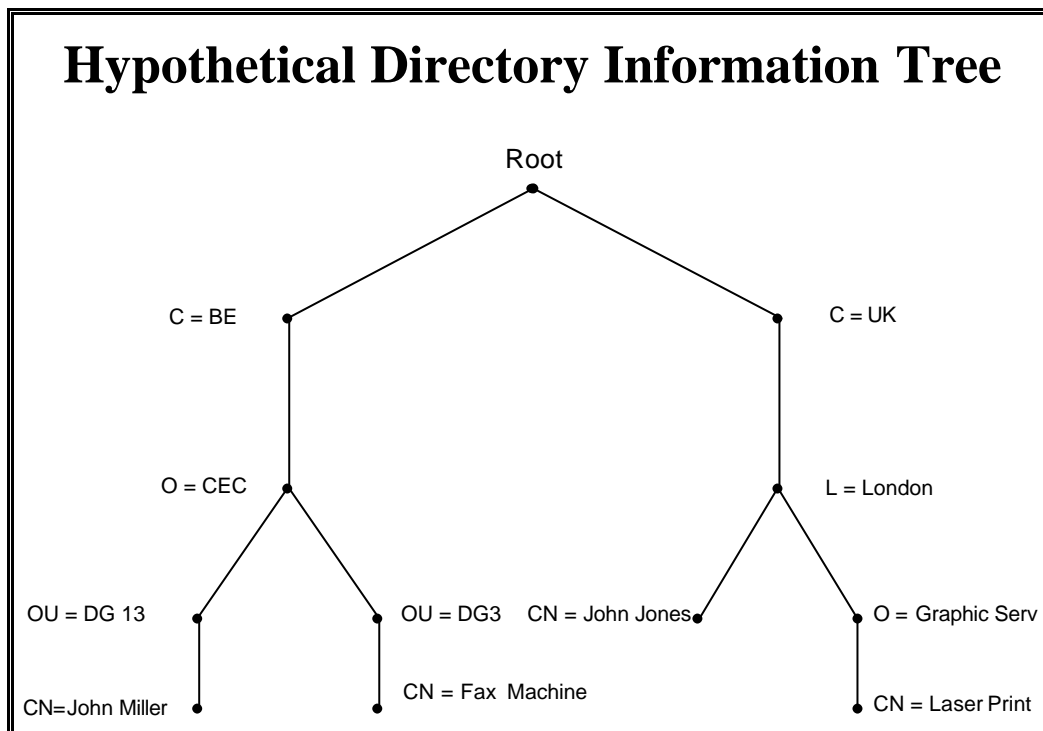 Hypothetical Directory Information Tree
Root
C = BE
C = UK
O = CEC
L = London
OU = DG 13
OU = DG3
CN = John Jones
O = Graphic Serv
CN=John Miller
CN = Fax Machine
CN = Laser Print